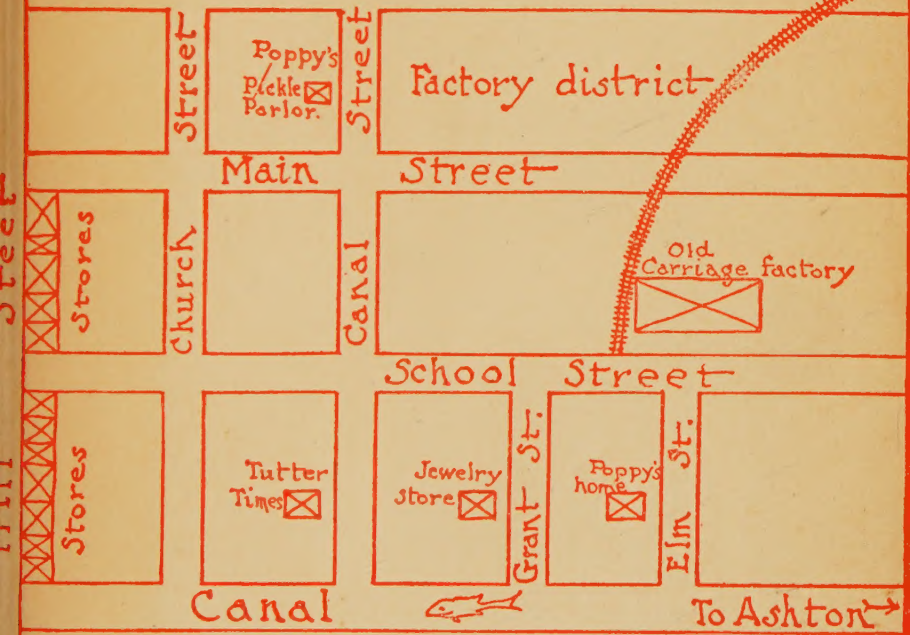 Street
Poppy's
Pickle
Parlor.
Street
Factory district
Main Street
Street
Stores
Church
Canal
Old
Carriage factory
School Street
Stores
Tutter
Times
Jewelry
store
Grant St.
Poppy's
home
Elm St.
Canal
To Ashton